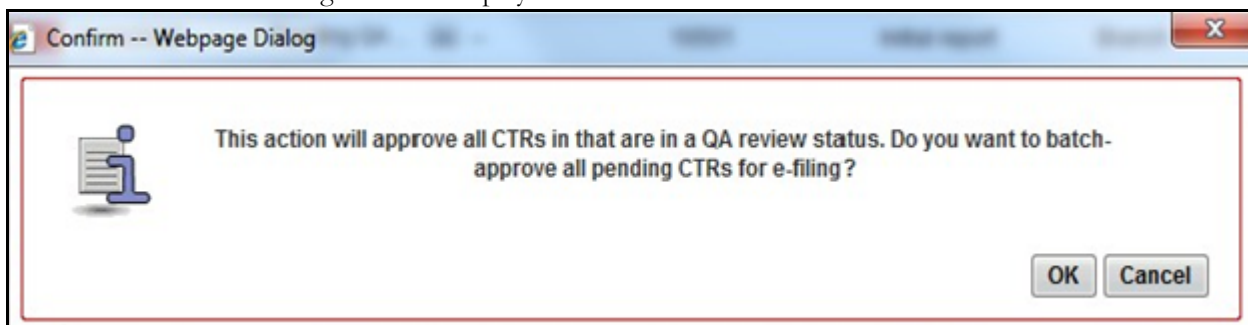 Confirm -- Webpage Dialog
This action will approve all CTRs in that are in a QA review status. Do you want to batch-
approve all pending CTRs for e-filing?
OK Cancel